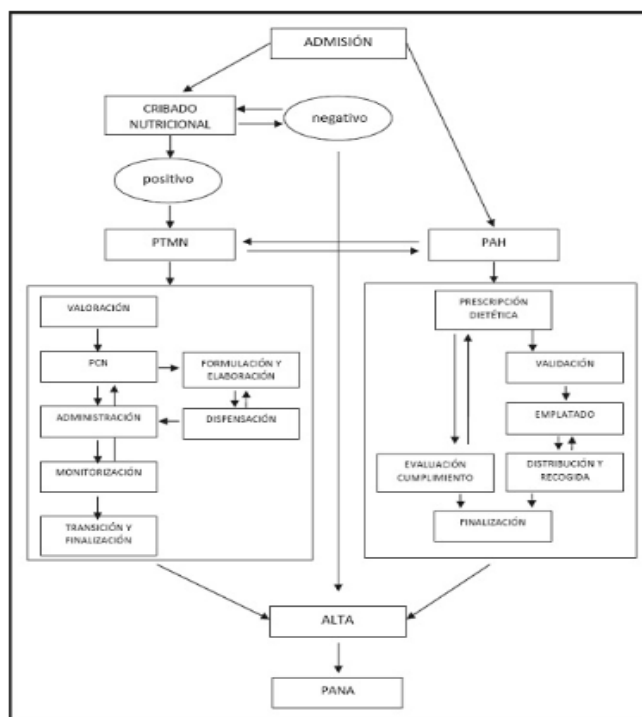 ADMISIÓN
CRIBADO
NUTRICIONAL
negativo
positivo
PTMN
PAH
VALORACIÓN
PCN
FORMULACIÓN Y
ELABORACIÓN
ADMINISTRACIÓN
DISPENSACIÓN
MONITORIZACIÓN
TRANSICIÓN Y
FINALIZACIÓN
PRESCRIPCIÓN
DIETÉTICA
VALIDACIÓN
EMPLATADO
EVALUACIÓN
CUMPLIMIENTO
DISTRIBUCIÓN Y
RECOGIDA
FINALIZACIÓN
ALTA
PANA